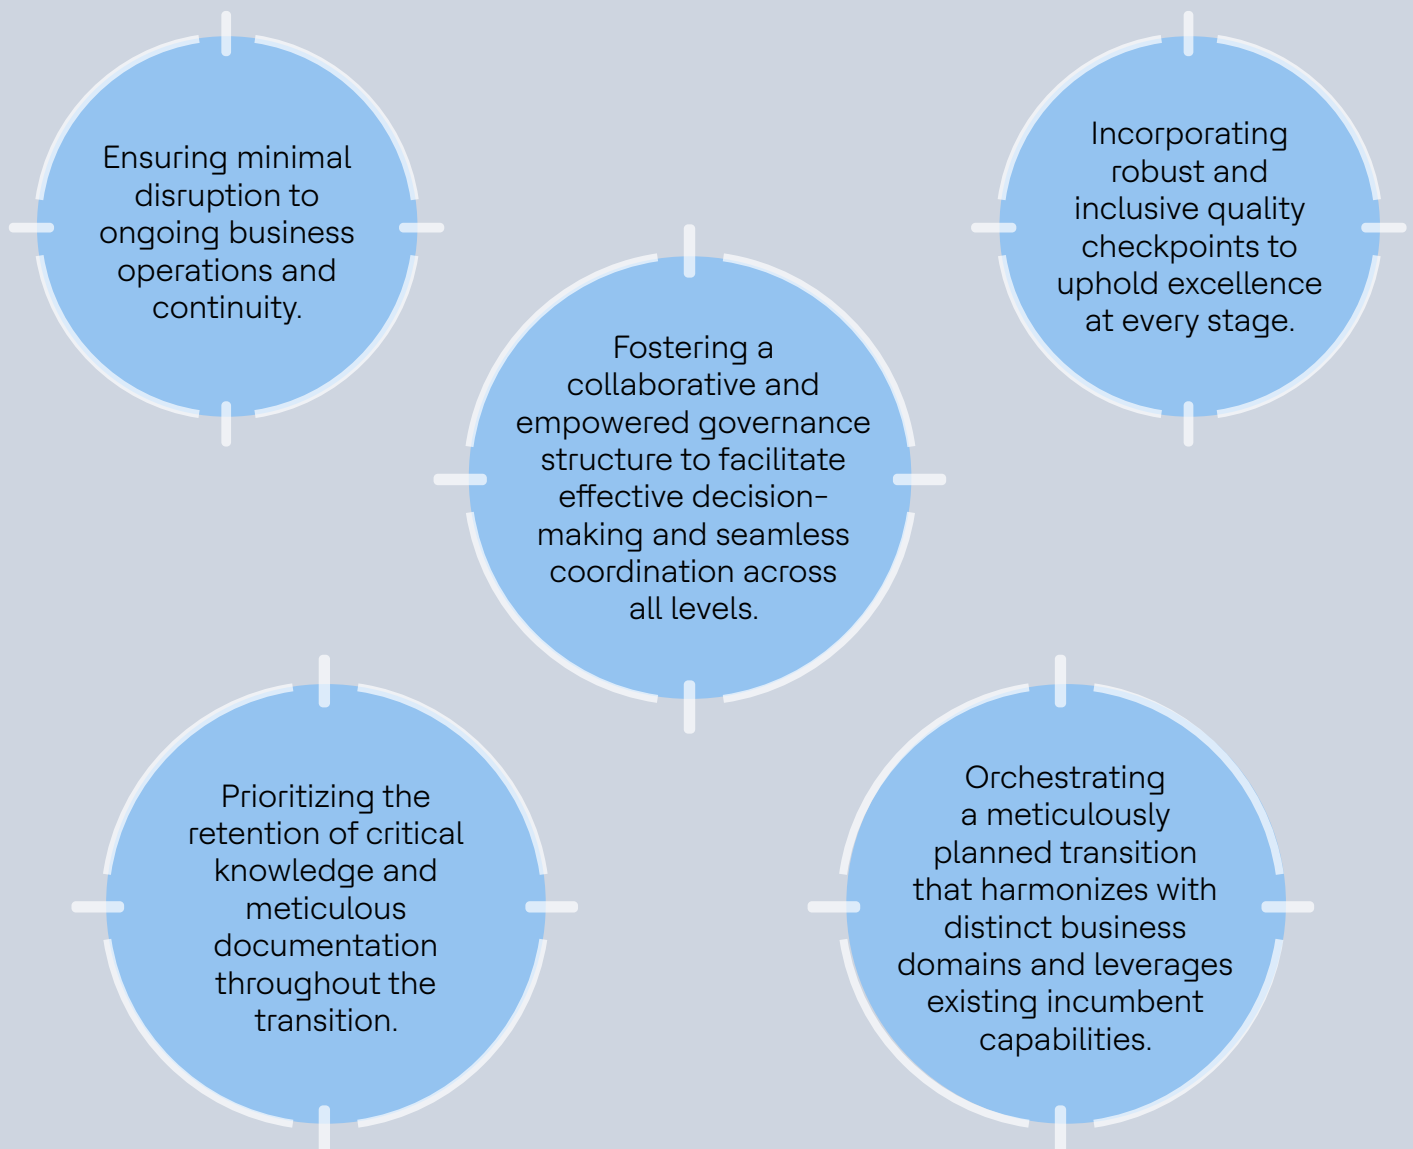 Ensuring minimal
disruption to
ongoing business
operations and
continuity.
Incorporating
robust and
inclusive quality
checkpoints to
uphold excellence
at every stage.
Fostering a
collaborative and
empowered governance
structure to facilitate
effective decision-
making and seamless
coordination across
all levels.
Prioritizing the
retention of critical
knowledge and
meticulous
documentation
throughout the
transition.
Orchestrating
a meticulously
planned transition
that harmonizes with
distinct business
domains and leverages
existing incumbent
capabilities.